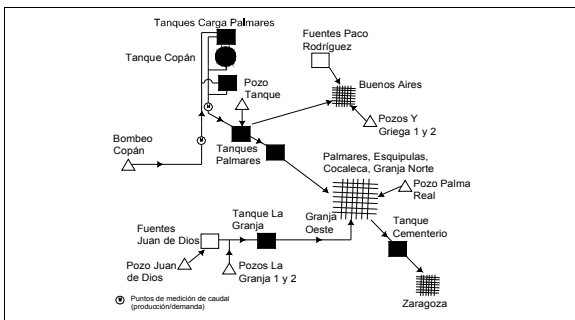 Tanques Carga Palmares
Tanque Copán
Fuentes Paco
Rodríguez
Pozo
Tanque
Buenos Aires
Pozos Y
Griega 1 y 2
Bombeo
Copán
Tanques
Palmares
Palmares, Esquipulas,
Cocaleca, Granja Norte
Pozo Palma
Real
Tanque La
Granja
Granja
Oeste
Tanque
Cementerio
Fuentes
Juan de Dios
Pozo Juan
de Dios
Pozos La
Granja 1 y 2
Zaragoza
M Puntos de medición de caudal
(producción/demanda)